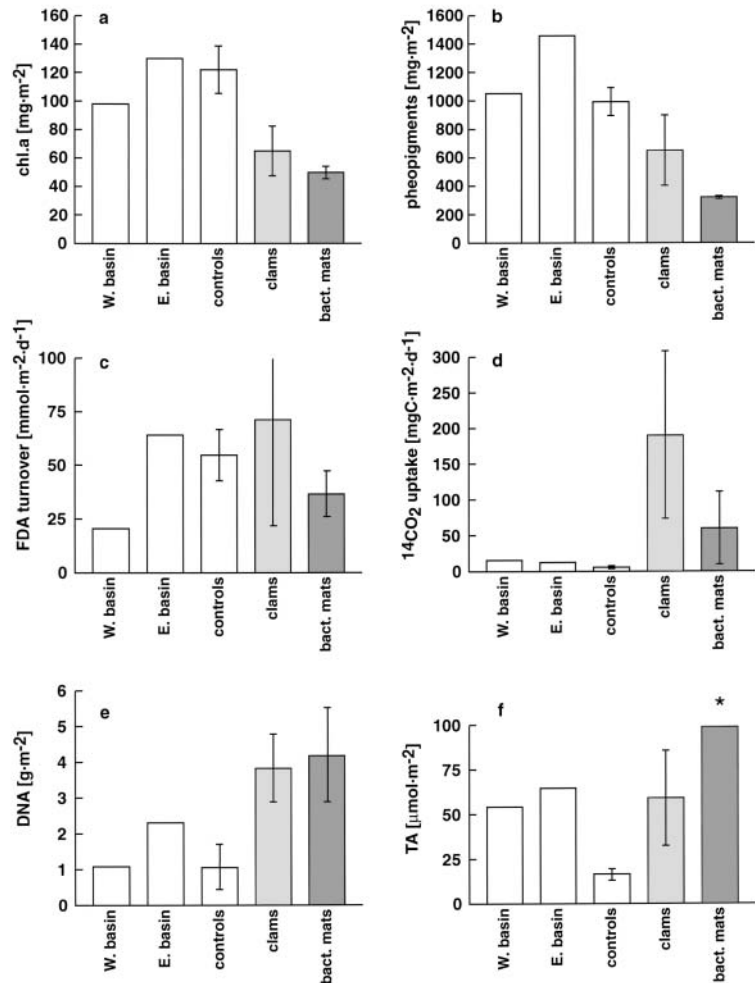 a
chl.a [mg·m-2]
160
140
120
100
80
60
40
20
0
W. basin
E. basin
controls
clams
bact. mats
b
pheopigments [mg·m-2]
1600
1400
1200
1000
800
600
400
200
0
W. basin
E. basin
controls
clams
bact. mats
c
FDA turnover [mmol·m-2·d-1]
100
75
50
25
0
W. basin
E. basin
controls
clams
bact. mats
d
14CO2 uptake [mgC·m-2·d-1]
300
250
200
150
100
50
0
W. basin
E. basin
controls
clams
bact. mats
e
DNA [g·m-2]
6
5
4
3
2
1
0
W. basin
E. basin
controls
clams
bact. mats
f
TA [µmol·m-2]
100
75
50
25
0
*
W. basin
E. basin
controls
clams
bact. mats